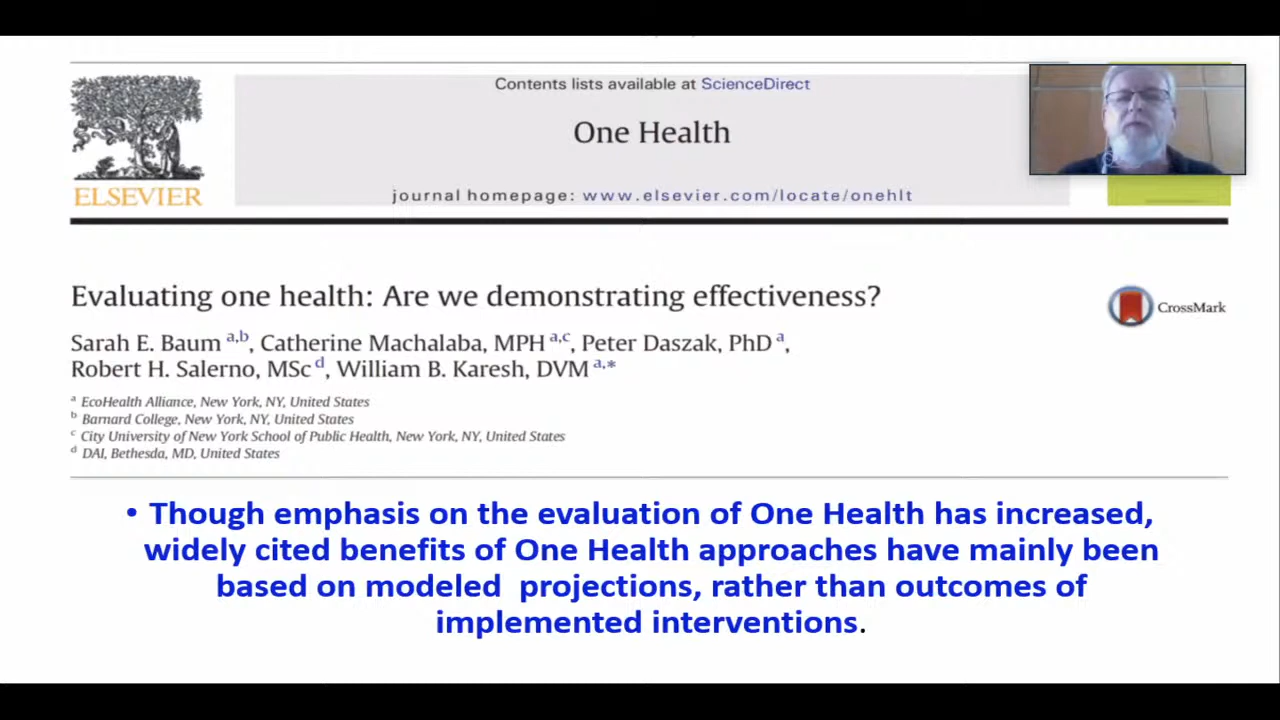 Contents lists available at ScienceDirect
One Health
ELSEVIER
journal homepage: www.elsevier.com/locate/onehlt
Evaluating one health: Are we demonstrating effectiveness?
CrossMark
Sarah E. Baum a,b, Catherine Machalaba, MPH a,c, Peter Daszak, PhD a,
Robert H. Salerno, MSc d, William B. Karesh, DVM a,*
a EcoHealth Alliance, New York, NY, United States
b Barnard College, New York, NY, United States
c City University of New York School of Public Health, New York, NY, United States
d DAI, Bethesda, MD, United States
• Though emphasis on the evaluation of One Health has increased,
widely cited benefits of One Health approaches have mainly been
based on modeled projections, rather than outcomes of
implemented interventions.